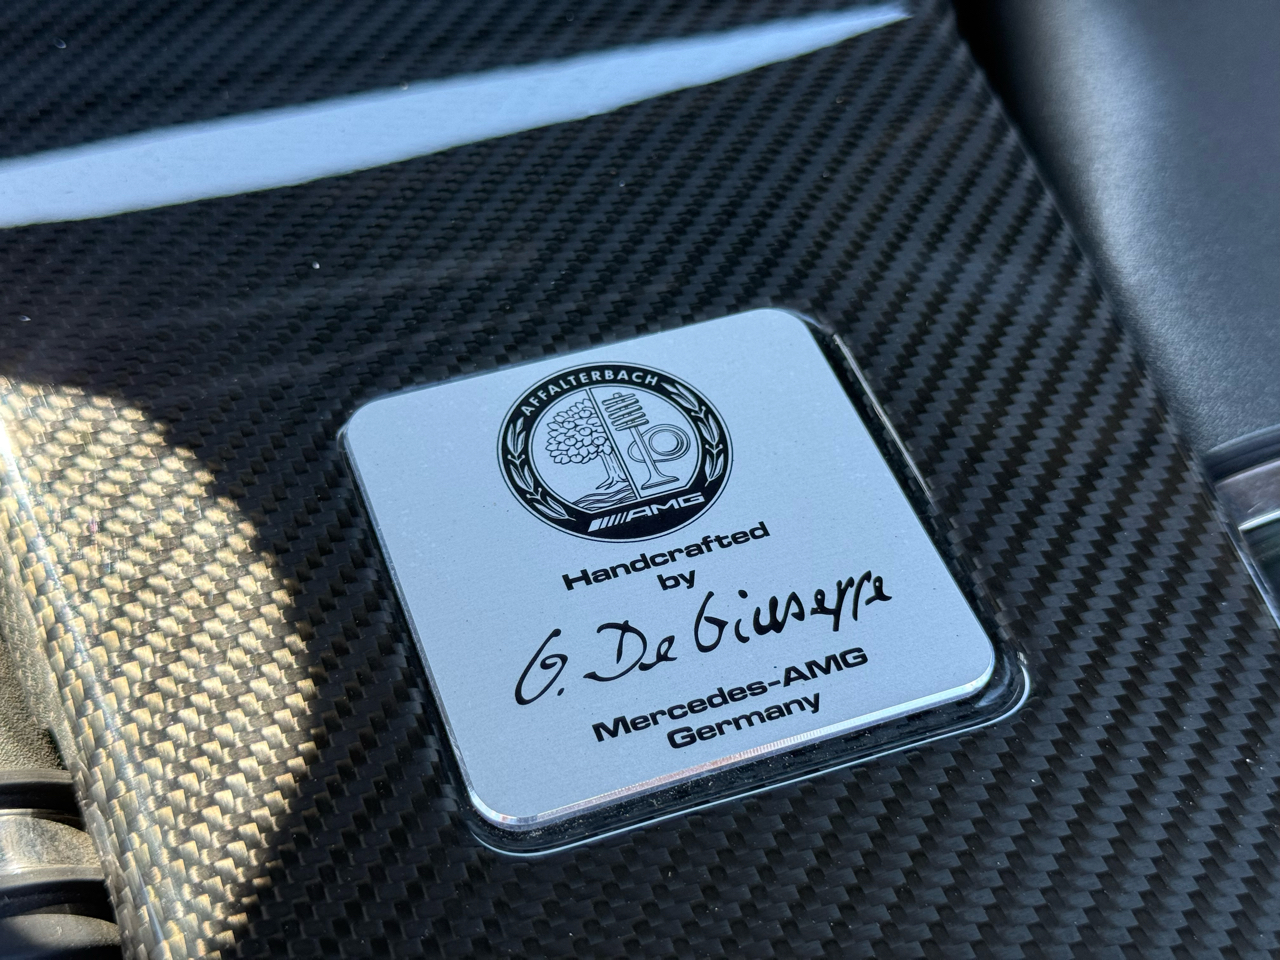 AFFALTERBACH
AMG
Handcrafted
by
G. De Giuseppe
Mercedes-AMG
Germany